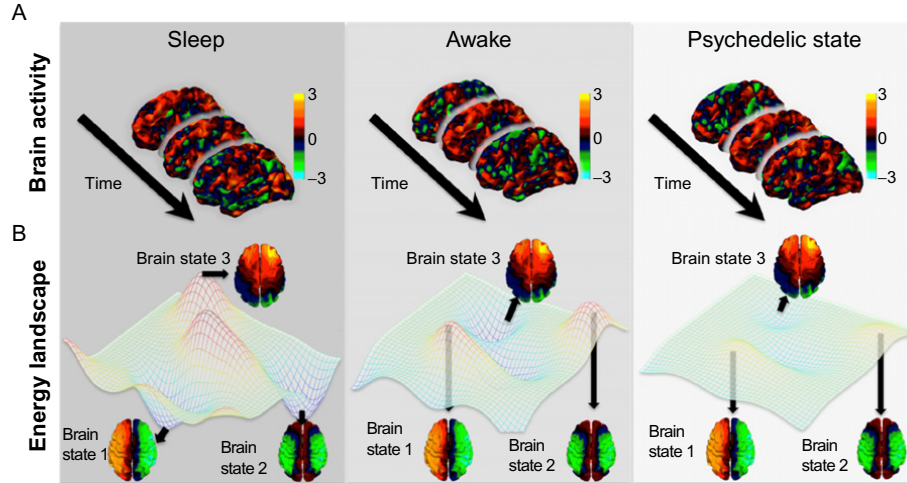 A
Sleep
Awake
Psychedelic state
Brain activity
3
0
–3
Time
3
0
–3
Time
3
0
–3
Time
B
Energy landscape
Brain state 3
Brain
state 1
Brain
state 2
Brain state 3
Brain
state 1
Brain
state 2
Brain state 3
Brain
state 1
Brain
state 2